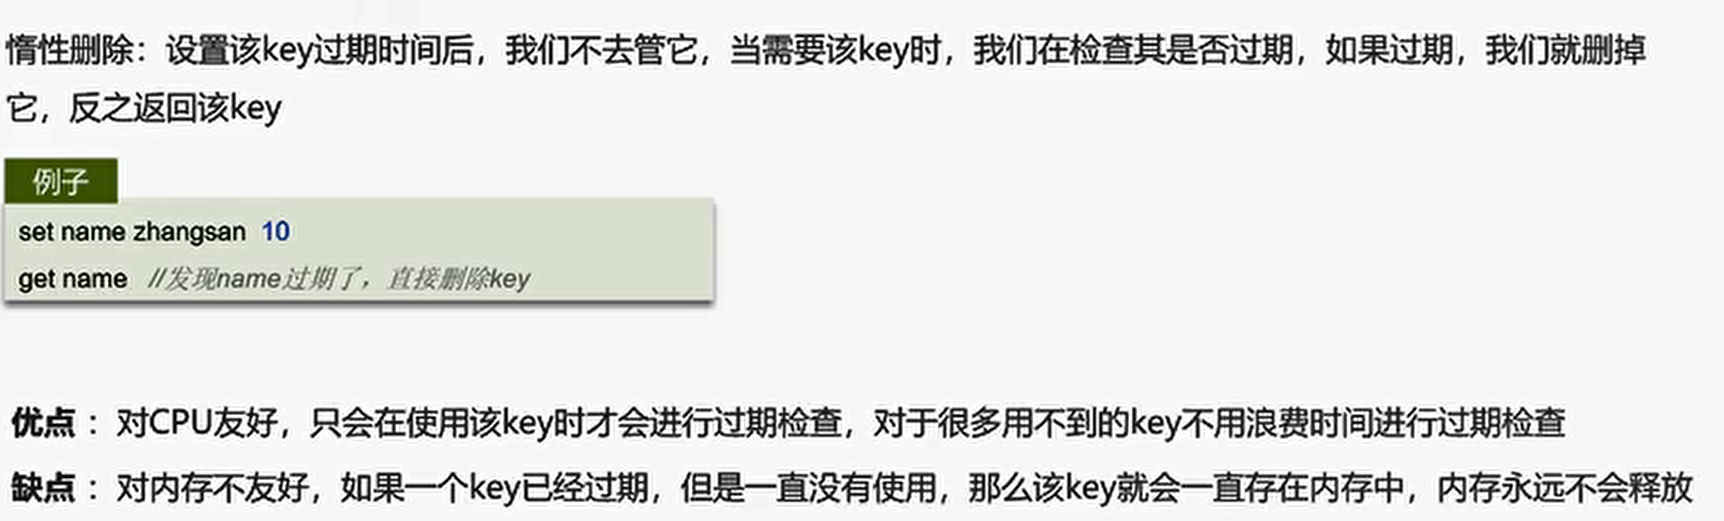 惰性删除：设置该key过期时间后，我们不去管它，当需要该key时，我们在检查其是否过期，如果过期，我们就删掉
它，反之返回该key
例子
set name zhangsan 10
get name //发现name过期了，直接删除key
优点 ：对CPU友好，只会在使用该key时才会进行过期检查，对于很多用不到的key不用浪费时间进行过期检查
缺点 ：对内存不友好，如果一个key已经过期，但是一直没有使用，那么该key就会一直存在内存中，内存永远不会释放